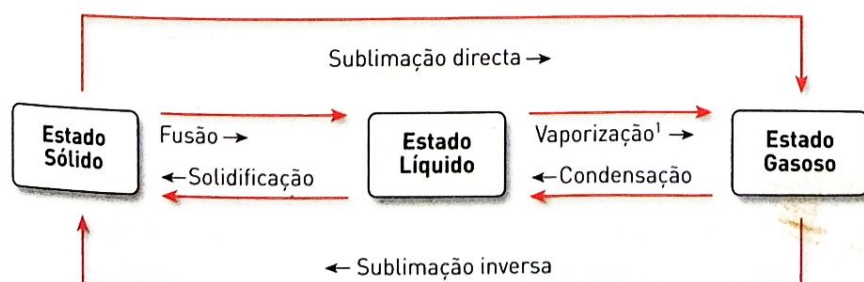 Sublimação directa →
Estado
Sólido
Fusão →
← Solidificação
Estado
Líquido
Vaporização¹ →
← Condensação
Estado
Gasoso
← Sublimação inversa